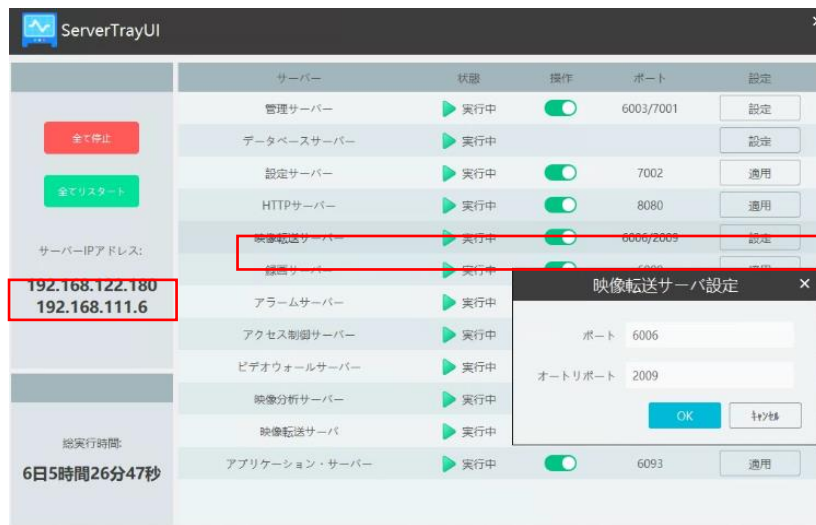 ServerTrayUI
サーバー 状態 操作 ポート 設定
全て停止
全てリスタート
サーバーIPアドレス:
192.168.122.180
192.168.111.6
総実行時間:
6日5時間26分47秒
管理サーバー 実行中 6003/7001 設定
データベースサーバー 実行中 設定
設定サーバー 実行中 7002 適用
HTTPサーバー 実行中 8080 適用
映像転送サーバー 実行中 6006/2009 設定
録画サーバー 実行中
アラームサーバー 実行中
アクセス制御サーバー 実行中
ビデオウォールサーバー 実行中
映像分析サーバー 実行中
映像転送サーバ 実行中
アプリケーション・サーバー 実行中 6093 適用
映像転送サーバ設定 ×
ポート 6006
オートリポート 2009
OK キャンセル